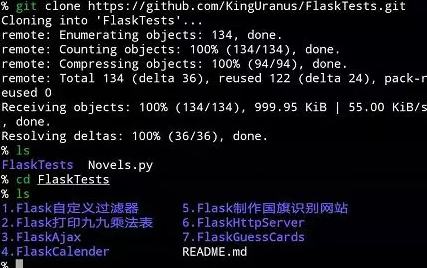 % git clone https://github.com/KingUranus/FlaskTests.git
Cloning into 'FlaskTests'...
remote: Enumerating objects: 134, done.
remote: Counting objects: 100% (134/134), done.
remote: Compressing objects: 100% (94/94), done.
remote: Total 134 (delta 36), reused 122 (delta 24), pack-r
eused 0
Receiving objects: 100% (134/134), 999.95 KiB | 55.00 KiB/s
, done.
Resolving deltas: 100% (36/36), done.
% ls
FlaskTests  Novels.py
% cd FlaskTests
% ls
1.Flask自定义过滤器  5.Flask制作国旗识别网站
2.Flask打印九九乘法表  6.FlaskHttpServer
3.FlaskAjax  7.FlaskGuessCards
4.FlaskCalender  README.md
%